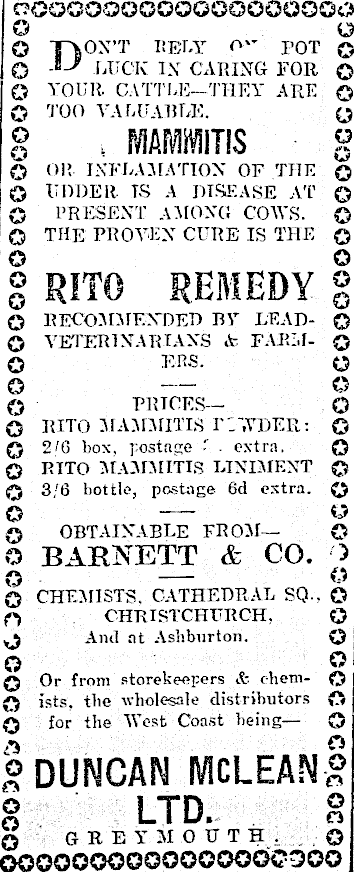 DON'T RELY POT
LUCK IN CARING FOR
YOUR CATTLE—THEY ARE
TOO VALUABLE.
MAMMITIS
OR INFLAMATION OF THE
UDDER IS A DISEASE AT
PRESENT AMONG COWS.
THE PROVEN CURE IS THE
RITO REMEDY
RECOMMENDED BY LEAD-
VETERINARIANS & FARM-
ERS.
PRICES—
RITO MAMMITIS
2/6 box, postage extra.
RITO MAMMITIS LINIMENT
3/6 bottle, postage 6d extra.
OBTAINABLE FROM—
BARNETT & CO.
CHEMISTS, CATHEDRAL SQ.,
CHRISTCHURCH,
And at Ashburton.
Or from storekeepers & chem-
ists, the wholesale distributors
for the West Coast being—
DUNCAN McLEAN
LTD.
GREYMOUTH